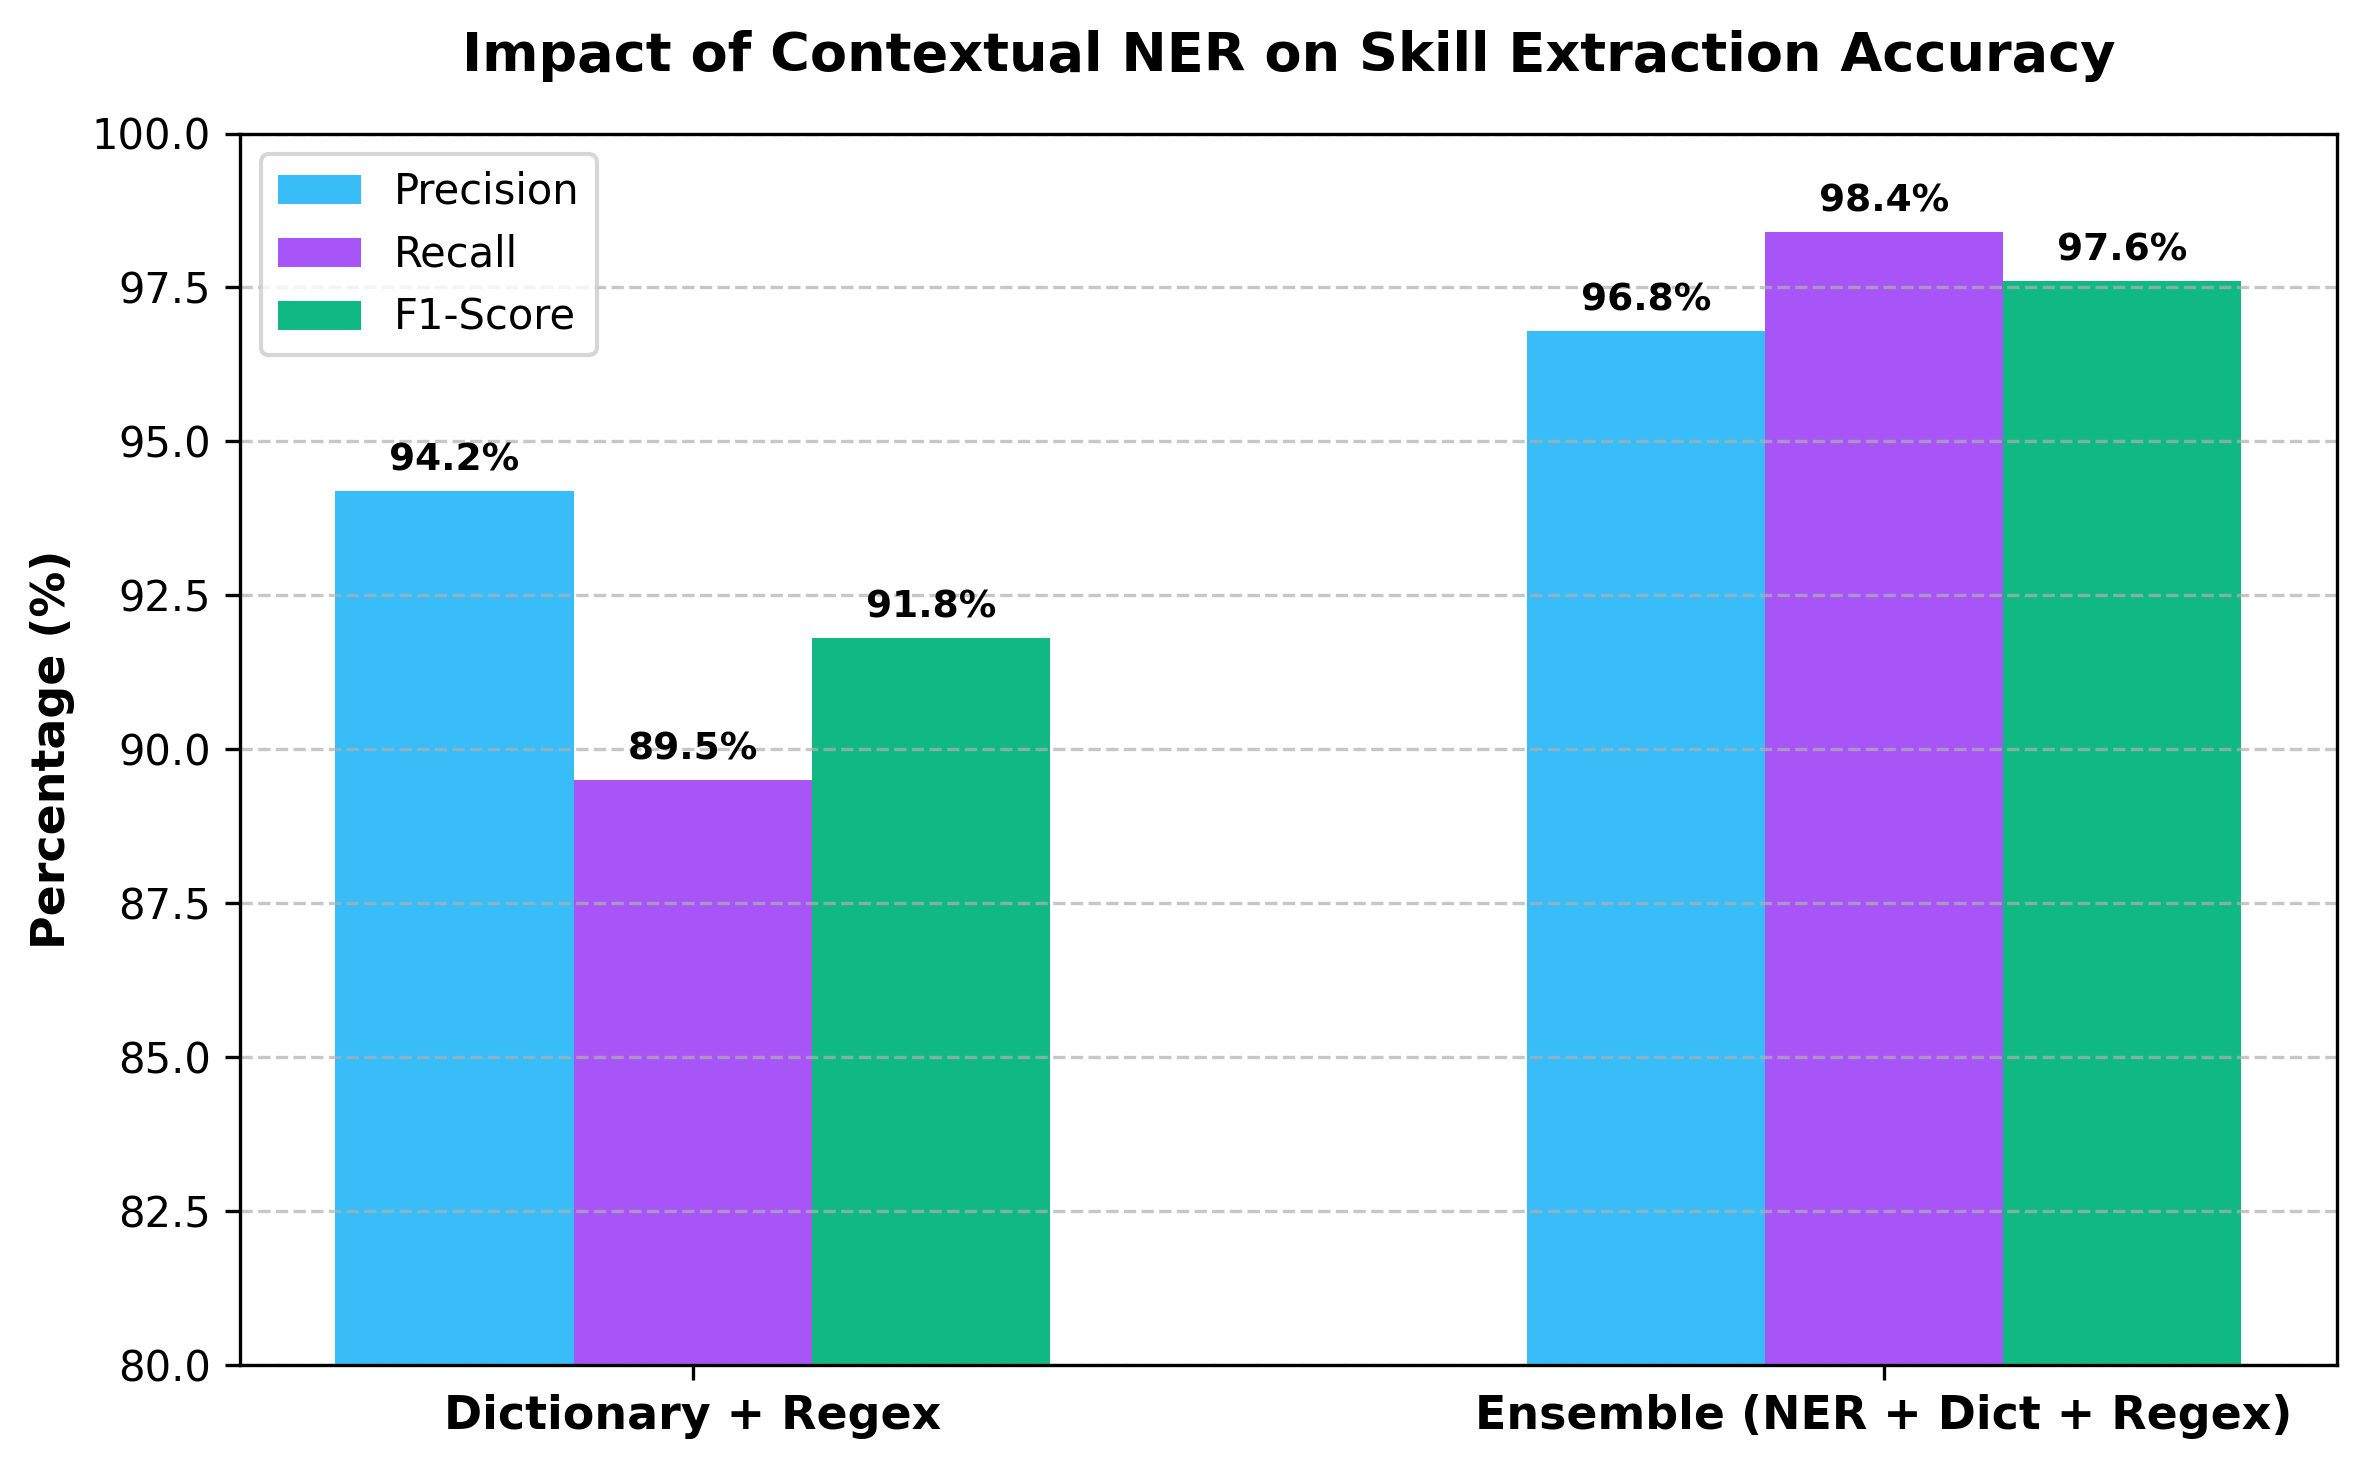 Impact of Contextual NER on Skill Extraction Accuracy
Percentage (%)
100.0
97.5
95.0
92.5
90.0
87.5
85.0
82.5
80.0
Precision
Recall
F1-Score
94.2%
89.5%
91.8%
96.8%
98.4%
97.6%
Dictionary + Regex
Ensemble (NER + Dict + Regex)